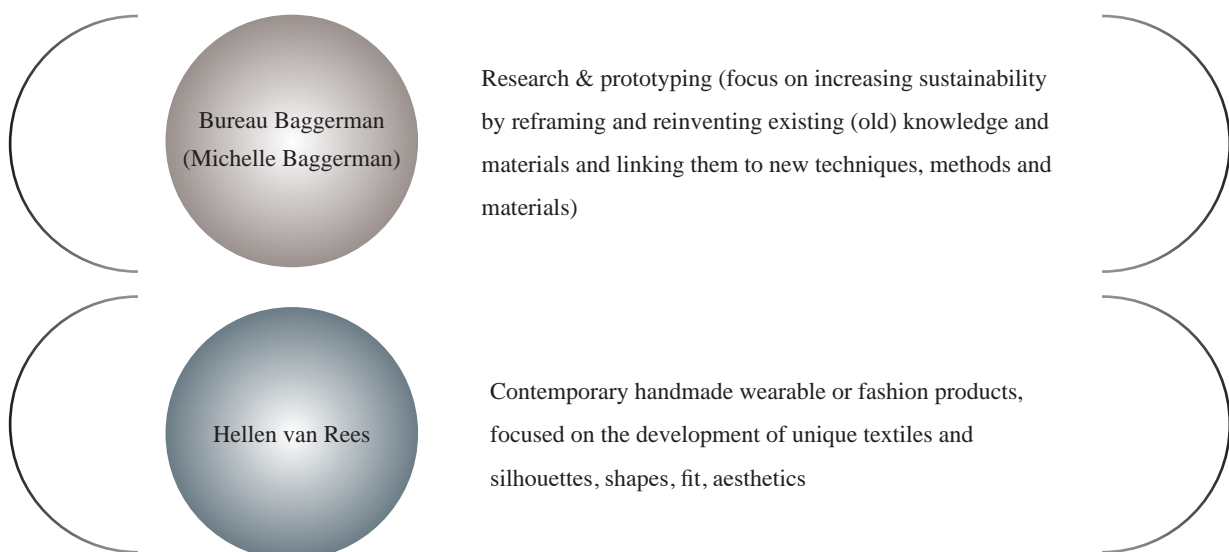 Bureau Baggerman
(Michelle Baggerman)
Research & prototyping (focus on increasing sustainability
by reframing and reinventing existing (old) knowledge and
materials and linking them to new techniques, methods and
materials)
Hellen van Rees
Contemporary handmade wearable or fashion products,
focused on the development of unique textiles and
silhouettes, shapes, fit, aesthetics